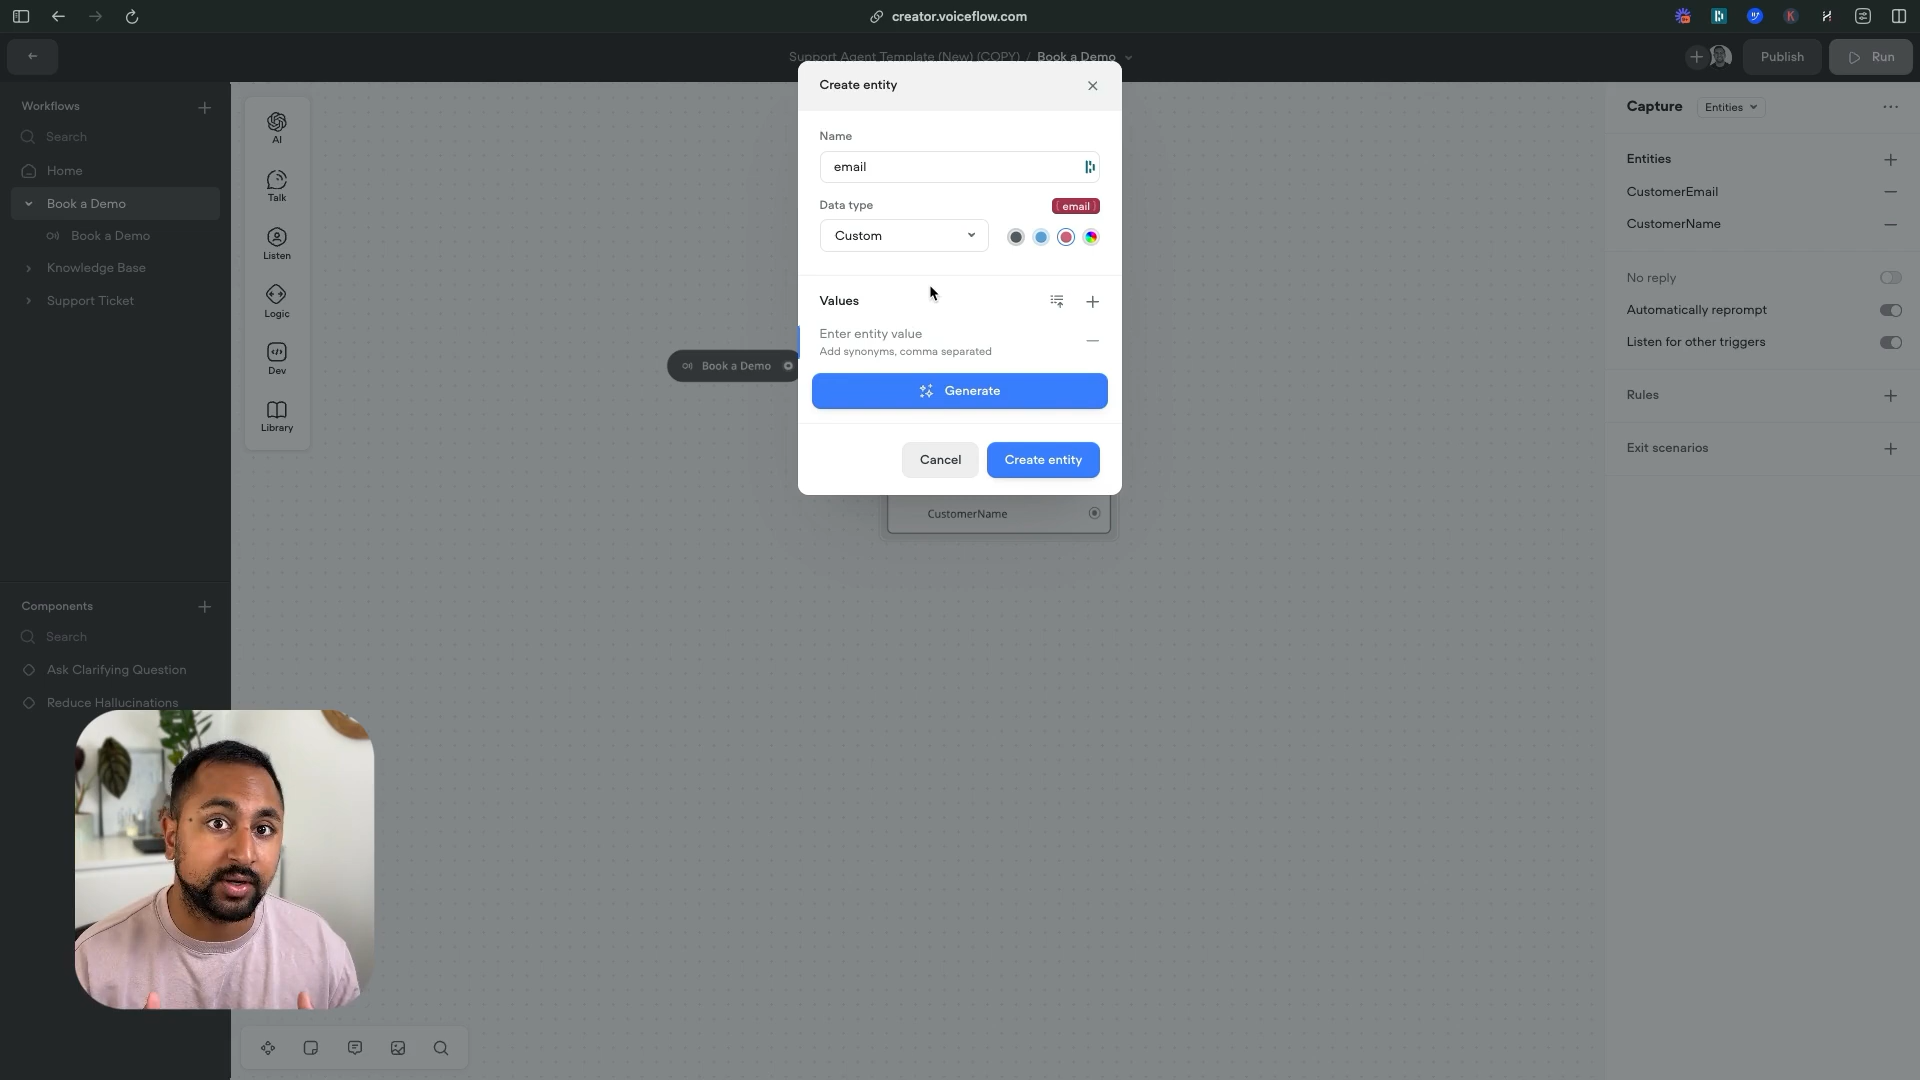 creator.voiceflow.com
Support Agent Template (New) (COPY) / Book a Demo
Publish
Run
Workflows
Search
Home
Book a Demo
Book a Demo
Knowledge Base
Support Ticket
Components
Search
Ask Clarifying Question
Reduce Hallucinations
AI
Talk
Listen
Logic
Dev
Library
Book a Demo
Create entity
Name
email
Data type
{ email }
Custom
Values
Enter entity value
Add synonyms, comma separated
Generate
Cancel
Create entity
CustomerName
Capture
Entities
Entities
CustomerEmail
CustomerName
No reply
Automatically reprompt
Listen for other triggers
Rules
Exit scenarios